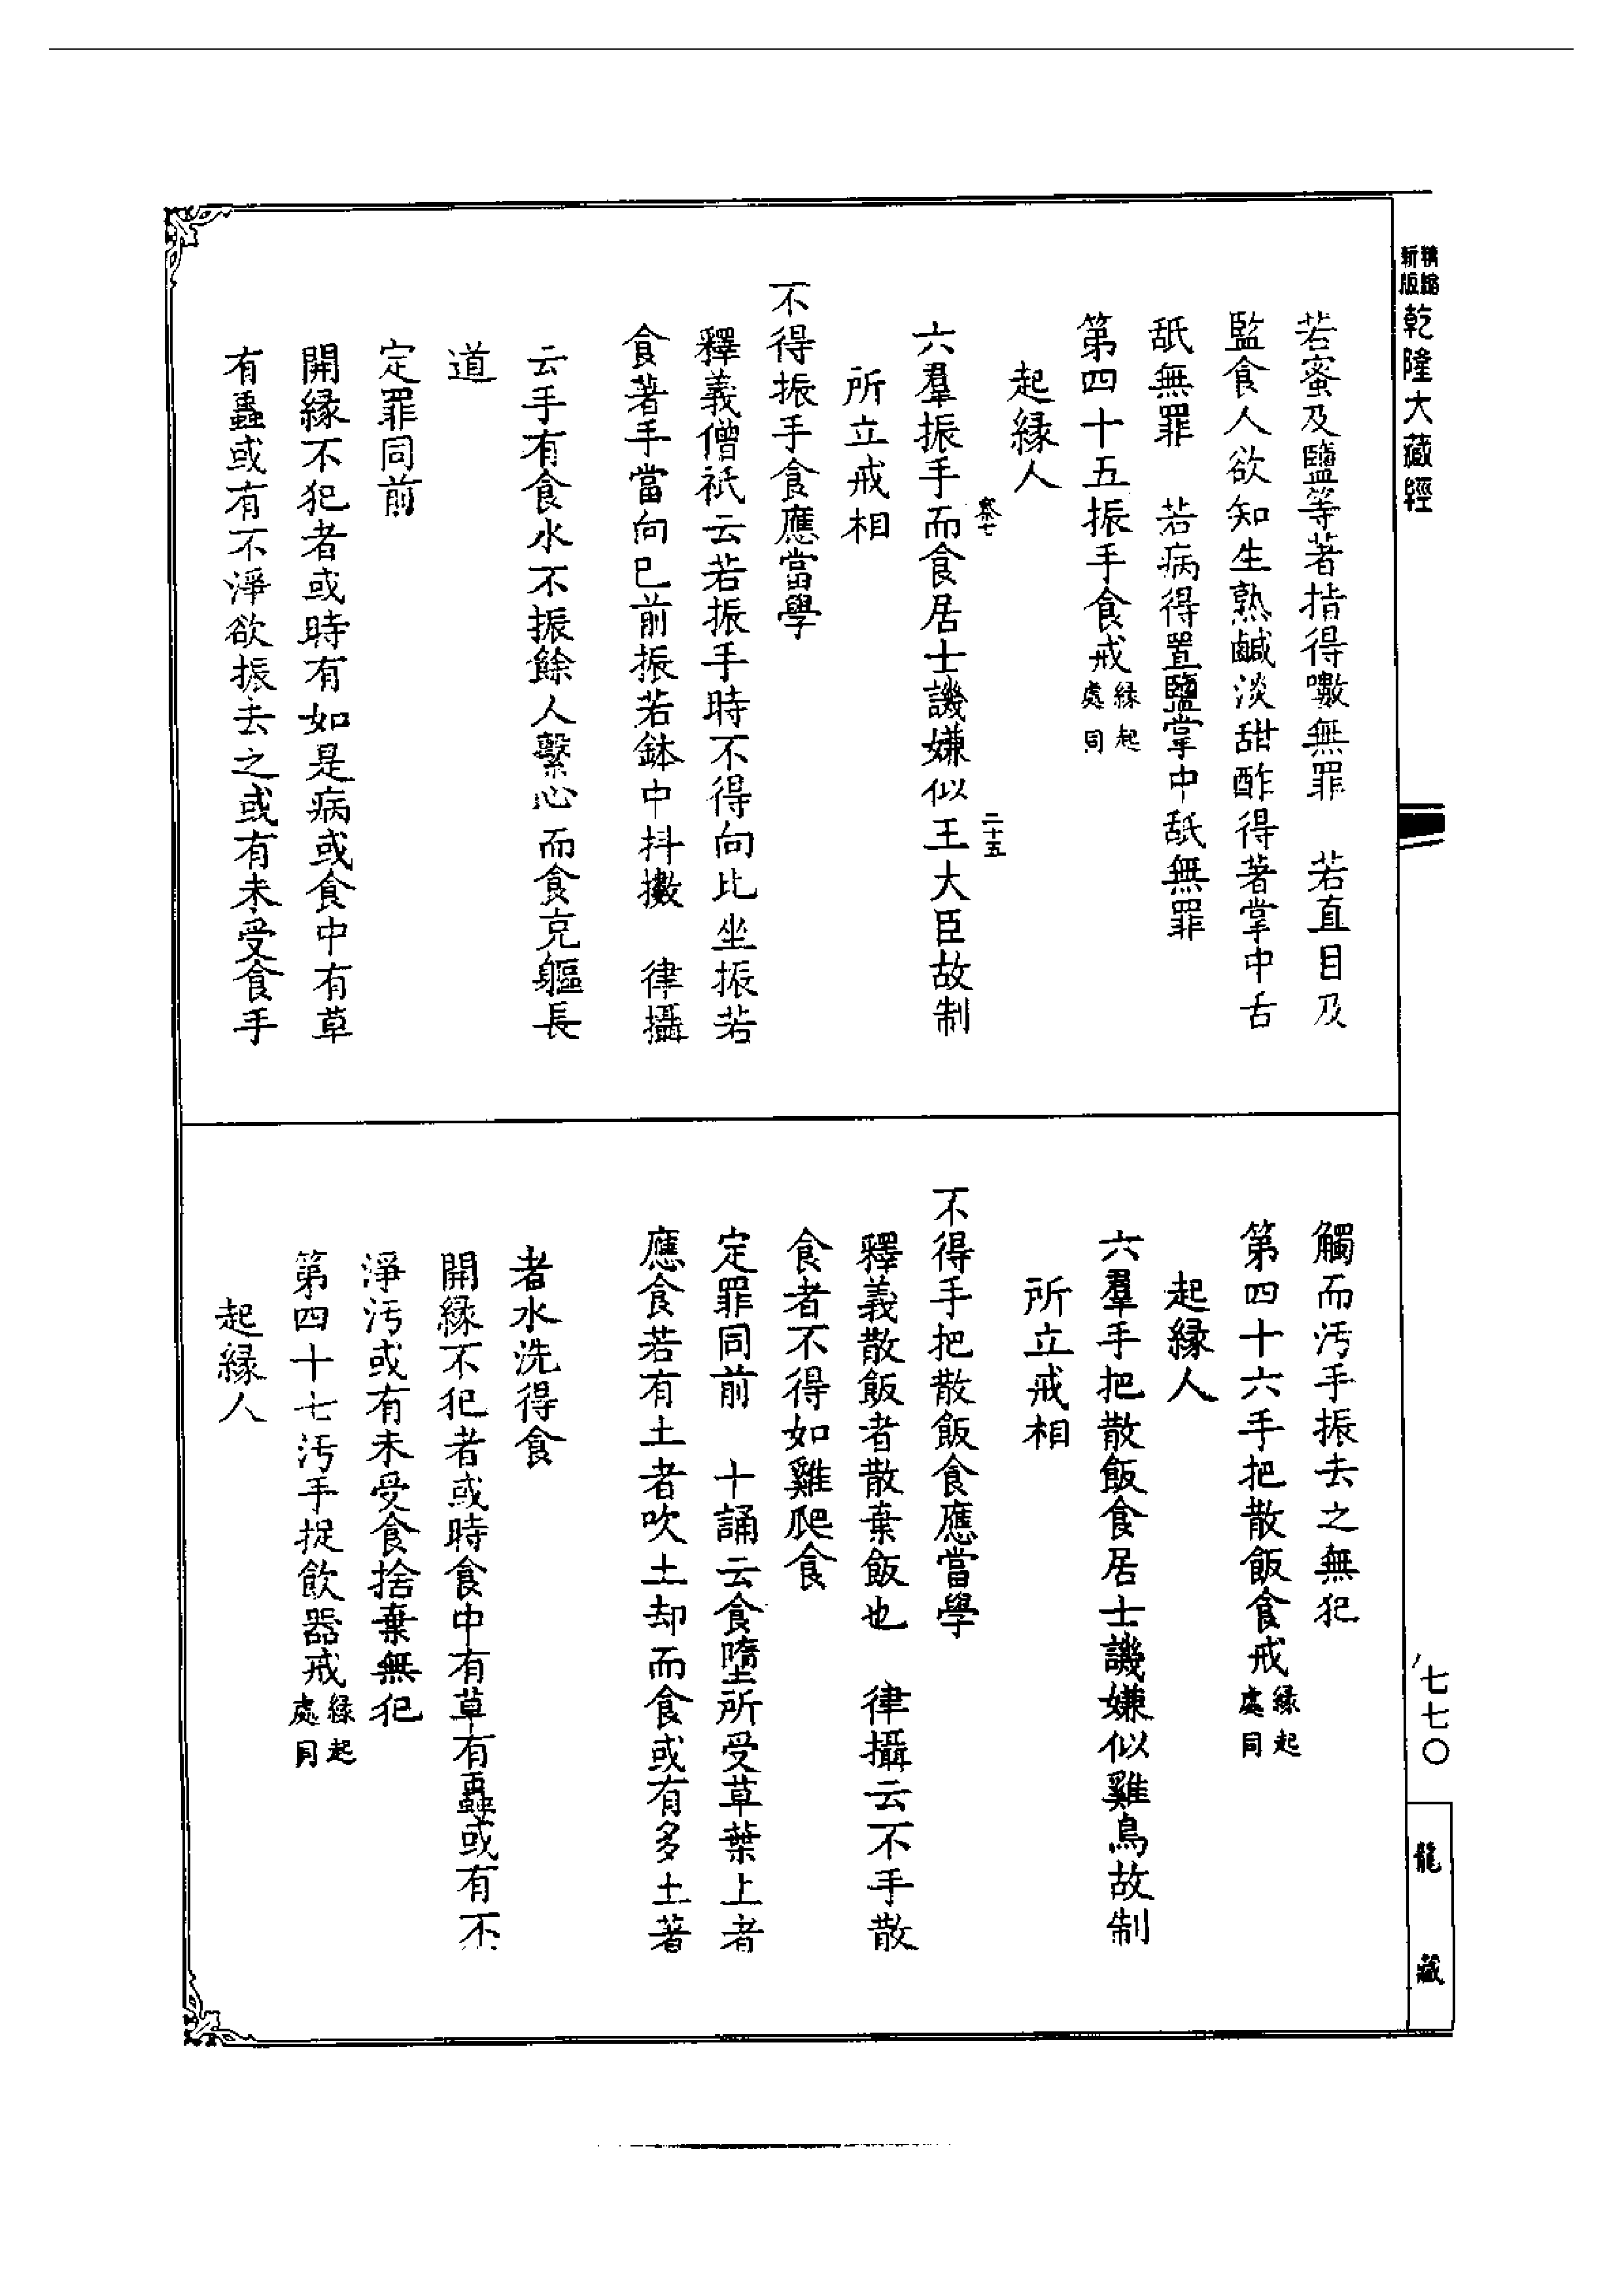 精縮
新版
乾隆大藏經
若蜜及鹽等著指得嗽無罪　若直目及
監食人欲知生熟鹹淡甜酢得著掌中舌
舐無罪　若病得置鹽掌中舐無罪
第四十五振手食戒緣起處同
起緣人
六羣振手而食居士譏嫌似王大臣故制
二十五
所立戒相
不得振手食應當學
釋義僧祇云若振手時不得向比坐振若
食著手當向已前振若鉢中抖擻　律攝
云手有食水不振餘人繫心而食充軀長
道
定罪同前
開緣不犯者或時有如是病或食中有草
有蟲或有不淨欲振去之或有未受食手
觸而汚手振去之無犯
第四十六手把散飯食戒緣起處同
起緣人
六羣手把散飯食居士譏嫌似雞鳥故制
所立戒相
不得手把散飯食應當學
釋義散飯者散棄飯也　律攝云不手散
食者不得如雞爬食
定罪同前　十誦云食墮所受草葉上者
應食若有土者吹土却而食或有多土著
者水洗得食
開緣不犯者或時食中有草有蟲或有不
淨汚或有未受食捨棄無犯
第四十七汚手捉飲器戒緣起處同
起緣人
七七〇
龍藏